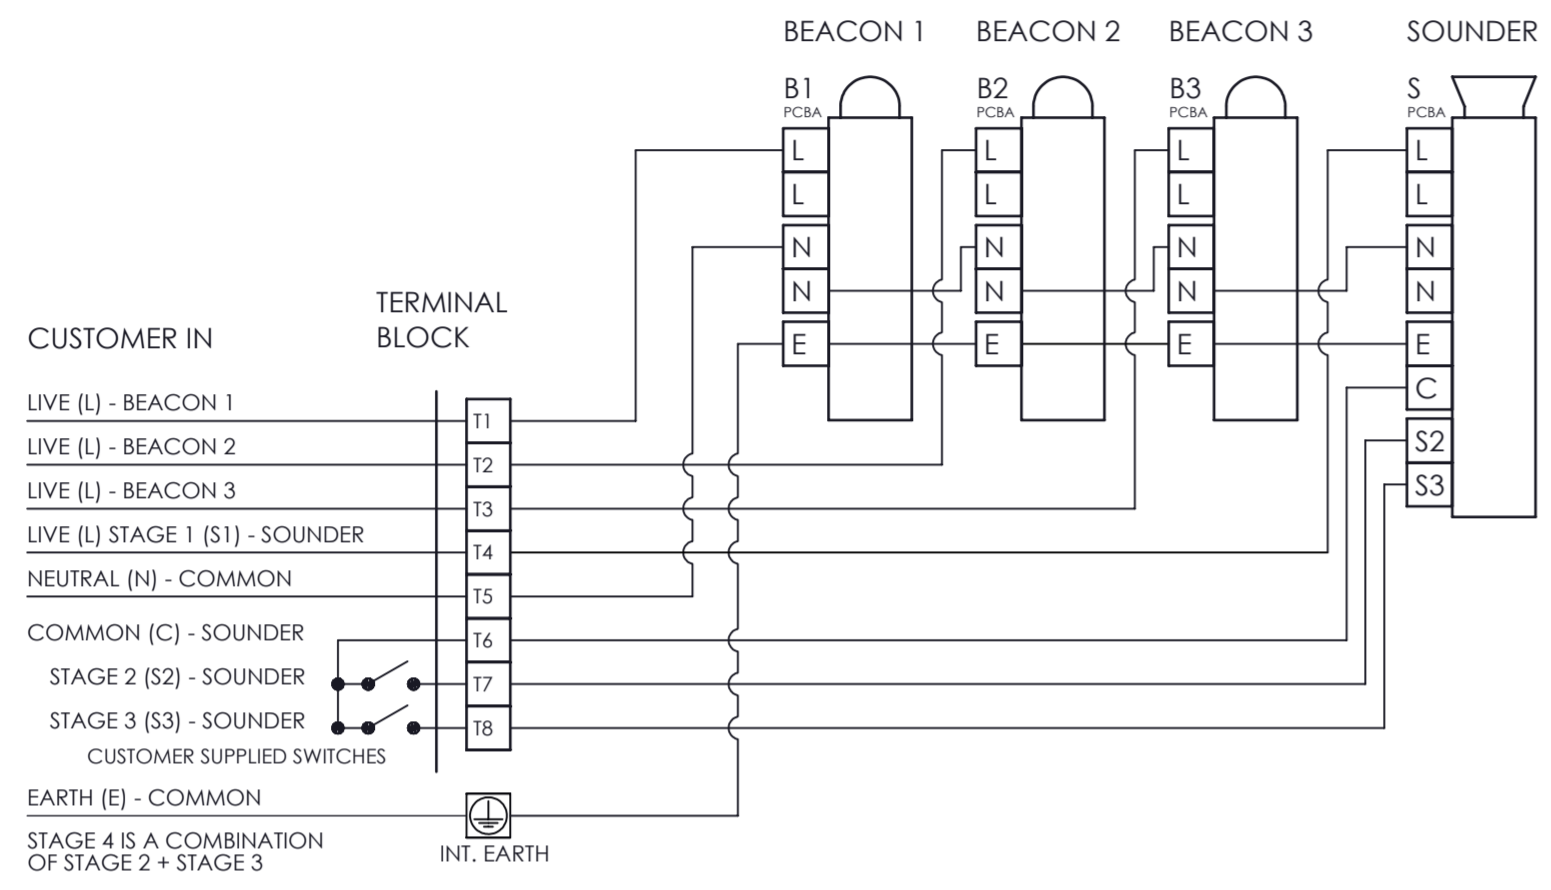 BEACON 1 BEACON 2 BEACON 3 SOUNDER
B1 B2 B3 S
PCBA PCBA PCBA PCBA
L L L L
L L L L
N N N N
N N N N
E E E E
C
S2
S3
TERMINAL
BLOCK
CUSTOMER IN
LIVE (L) - BEACON 1
T1
LIVE (L) - BEACON 2
T2
LIVE (L) - BEACON 3
T3
LIVE (L) STAGE 1 (S1) - SOUNDER
T4
NEUTRAL (N) - COMMON
T5
COMMON (C) - SOUNDER
T6
STAGE 2 (S2) - SOUNDER
T7
STAGE 3 (S3) - SOUNDER
T8
CUSTOMER SUPPLIED SWITCHES
EARTH (E) - COMMON
INT. EARTH
STAGE 4 IS A COMBINATION
OF STAGE 2 + STAGE 3